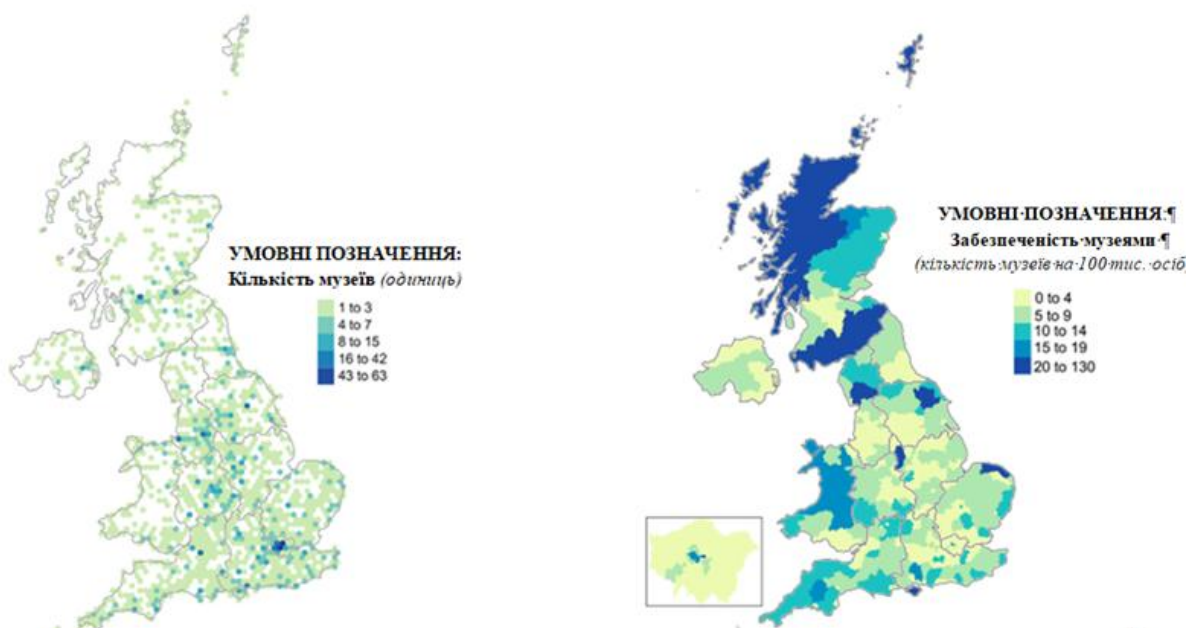 УМОВНІ ПОЗНАЧЕННЯ:
Кількість музеїв (одиниць)
1 to 3
4 to 7
8 to 15
16 to 42
43 to 63
УМОВНІ·ПОЗНАЧЕННЯ:¶
Забезпеченість·музеями·¶
(кількість·музеїв·на·100·тис.·осіб
0 to 4
5 to 9
10 to 14
15 to 19
20 to 130